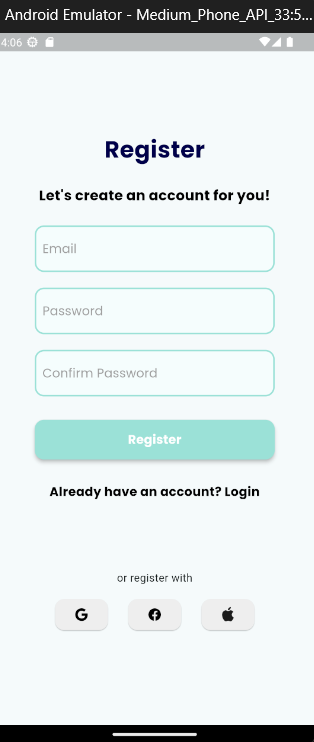 Android Emulator - Medium_Phone_API_33:5...
4:06
Register
Let's create an account for you!
Email
Password
Confirm Password
Register
Already have an account? Login
or register with